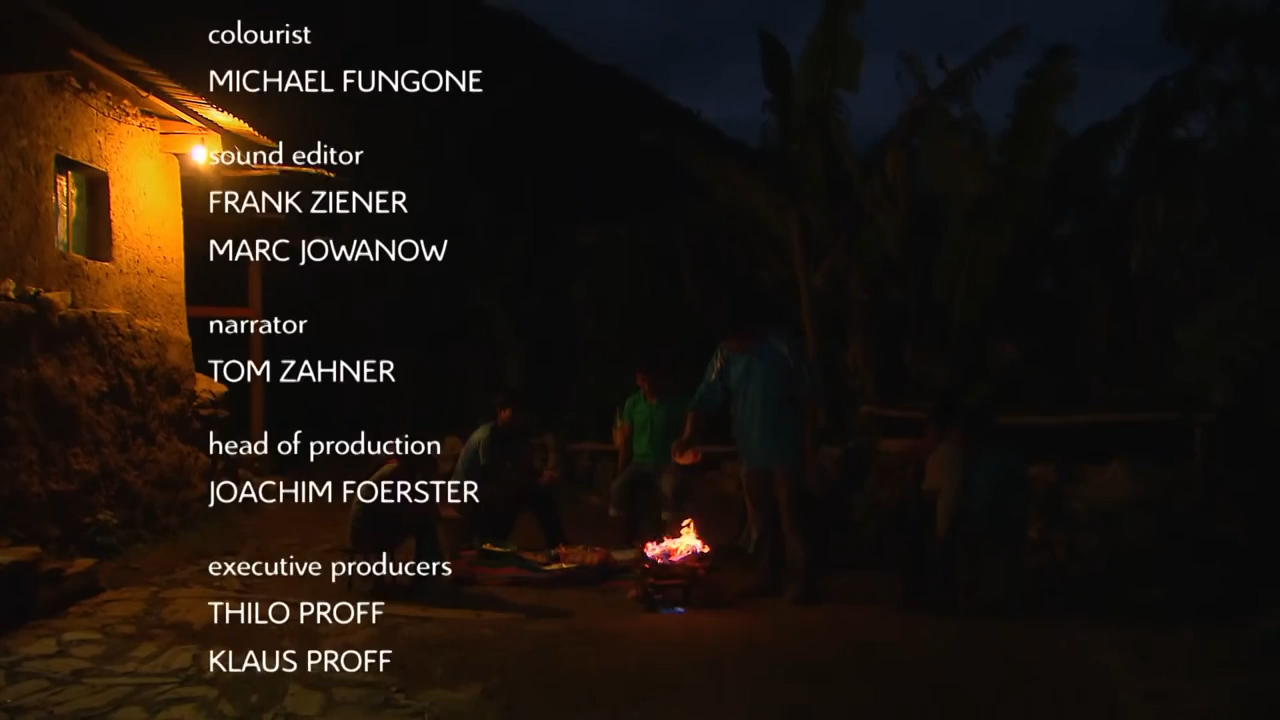 colourist
MICHAEL FUNGONE
sound editor
FRANK ZIENER
MARC JOWANOW
narrator
TOM ZAHNER
head of production
JOACHIM FOERSTER
executive producers
THILO PROFF
KLAUS PROFF